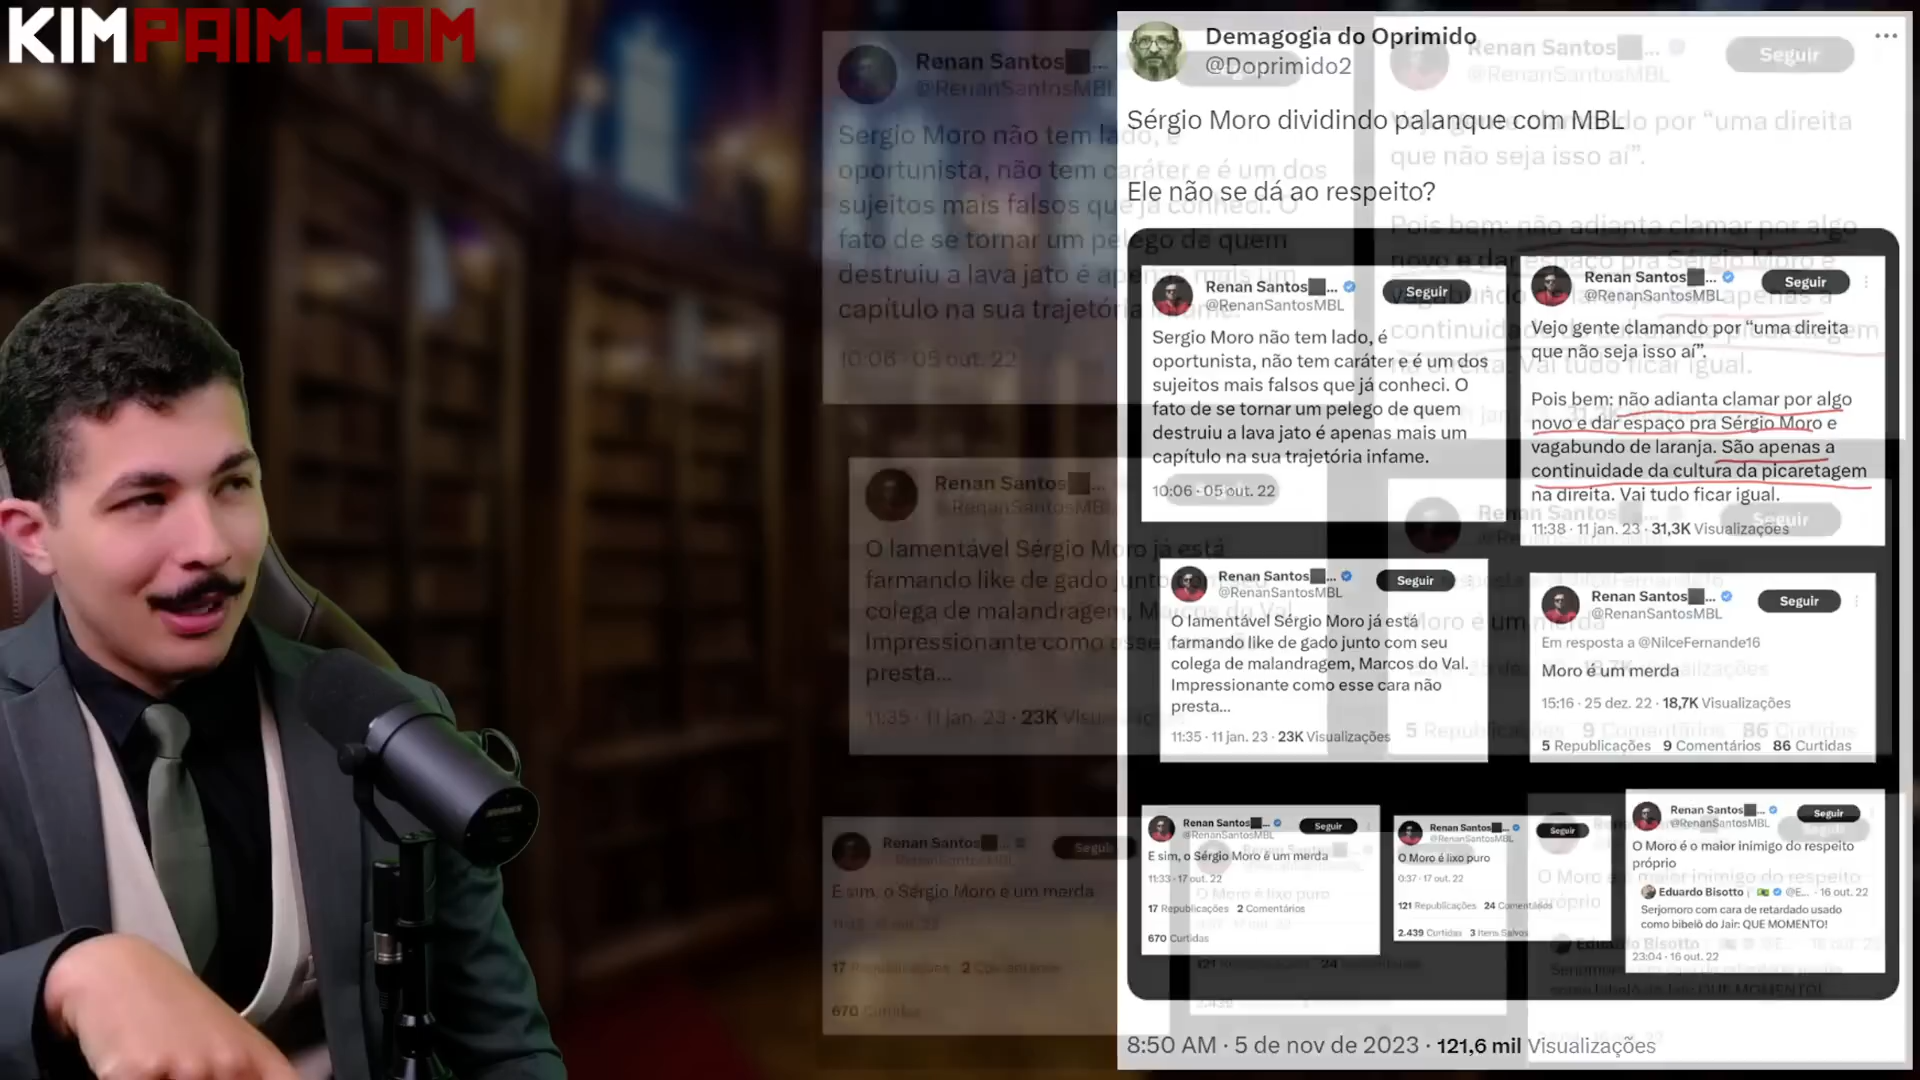 KIMPAIM.COM
Demagogia do Oprimido
@Doprimido2
Sérgio Moro dividindo palanque com MBL
Ele não se dá ao respeito?
Renan Santos ...
@RenanSantosMBL
Seguir
Sergio Moro não tem lado, é
oportunista, não tem caráter e é um dos
sujeitos mais falsos que já conheci. O
fato de se tornar um pelego de quem
destruiu a lava jato é apenas mais um
capítulo na sua trajetória infame.
10:06 · 05 out. 22
Renan Santos ...
@RenanSantosMBL
Seguir
Vejo gente clamando por “uma direita
que não seja isso aí”.
Pois bem: não adianta clamar por algo
novo e dar espaço pra Sérgio Moro e
vagabundo de laranja. São apenas a
continuidade da cultura da picaretagem
na direita. Vai tudo ficar igual.
11:38 · 11 jan. 23 · 31,3K Visualizações
Renan Santos ...
@RenanSantosMBL
Seguir
O lamentável Sérgio Moro já está
farmando like de gado junto com seu
colega de malandragem, Marcos do Val.
Impressionante como esse cara não
presta...
11:35 · 11 jan. 23 · 23K Visualizações
Renan Santos ...
@RenanSantosMBL
Seguir
Em resposta a @NilceFernande16
Moro é um merda
15:16 · 25 dez. 22 · 18,7K Visualizações
5 Republicações 9 Comentários 86 Curtidas
Renan Santos ...
@RenanSantosMBL
Seguir
E sim, o Sérgio Moro é um merda
11:33 · 17 out. 22
17 Republicações 2 Comentários
670 Curtidas
Renan Santos ...
@RenanSantosMBL
Seguir
O Moro é lixo puro
0:37 · 17 out. 22
121 Republicações 24 Comentários
2.439 Curtidas 3 Itens Salvos
Renan Santos ...
@RenanSantosMBL
Seguir
O Moro é o maior inimigo do respeito
próprio
Eduardo Bisotto @E... · 16 out. 22
Serjomoro com cara de retardado usado
como bibelô do Jair: QUE MOMENTO!
23:04 · 16 out. 22
8:50 AM · 5 de nov de 2023 · 121,6 mil Visualizações